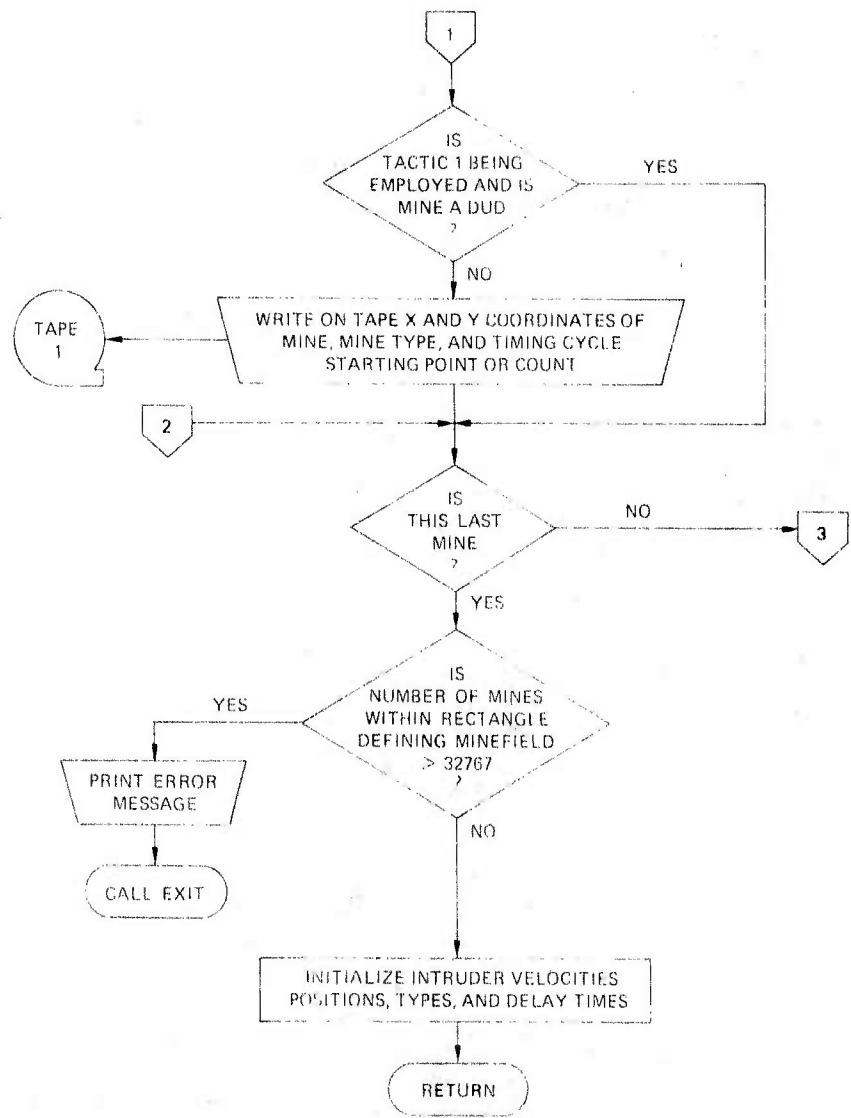 1
IS
TACTIC 1 BEING
EMPLOYED AND IS
MINE A DUD
?
YES
NO
WRITE ON TAPE X AND Y COORDINATES OF
MINE, MINE TYPE, AND TIMING CYCLE
STARTING POINT OR COUNT
TAPE
1
2
IS
THIS LAST
MINE
?
NO
3
YES
IS
NUMBER OF MINES
WITHIN RECTANGLE
DEFINING MINEFIELD
> 32767
?
YES
PRINT ERROR
MESSAGE
NO
CALL EXIT
INITIALIZE INTRUDER VELOCITIES
POSITIONS, TYPES, AND DELAY TIMES
RETURN